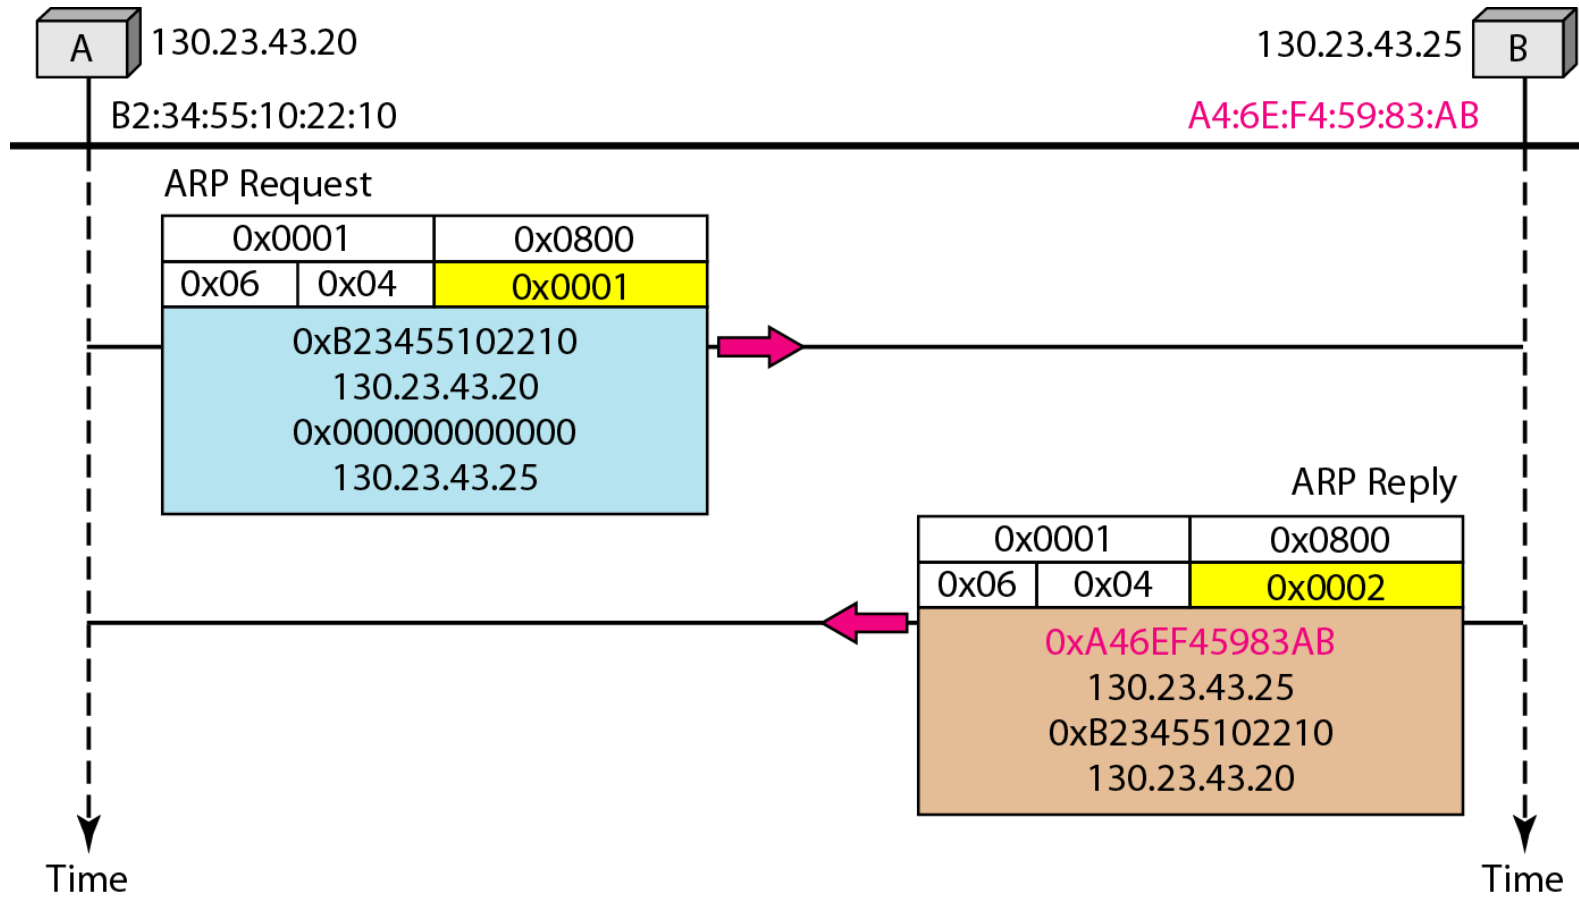 A 130.23.43.20 130.23.43.25 B
B2:34:55:10:22:10 A4:6E:F4:59:83:AB
ARP Request
0x0001 0x0800
0x06 0x04 0x0001
0xB23455102210
130.23.43.20
0x000000000000
130.23.43.25
ARP Reply
0x0001 0x0800
0x06 0x04 0x0002
0xA46EF45983AB
130.23.43.25
0xB23455102210
130.23.43.20
Time Time